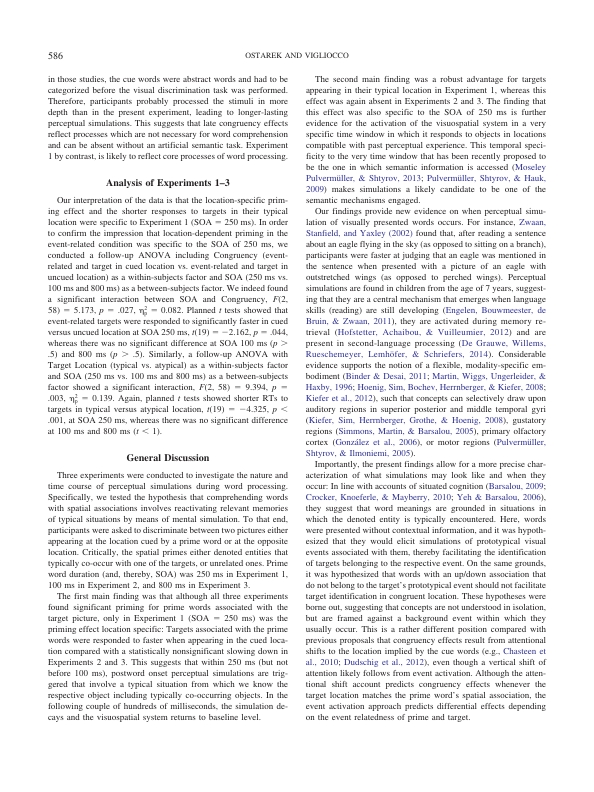 586
OSTAREK AND VIGLIOCCO
in those studies, the cue words were abstract words and had to be
categorized before the visual discrimination task was performed.
Therefore, participants probably processed the stimuli in more
depth than in the present experiment, leading to longer-lasting
perceptual simulations. This suggests that late congruency effects
reflect processes which are not necessary for word comprehension
and can be absent without an artificial semantic task. Experiment
1 by contrast, is likely to reflect core processes of word processing.
Analysis of Experiments 1–3
Our interpretation of the data is that the location-specific prim-
ing effect and the shorter responses to targets in their typical
location were specific to Experiment 1 (SOA = 250 ms). In order
to confirm the impression that location-dependent priming in the
event-related condition was specific to the SOA of 250 ms, we
conducted a follow-up ANOVA including Congruency (event-
related and target in cued location vs. event-related and target in
uncued location) as a within-subjects factor and SOA (250 ms vs.
100 ms and 800 ms) as a between-subjects factor. We indeed found
a significant interaction between SOA and Congruency, F(2,
58) = 5.173, p = .027, η²p = 0.082. Planned t tests showed that
event-related targets were responded to significantly faster in cued
versus uncued location at SOA 250 ms, t(19) = −2.162, p = .044,
whereas there was no significant difference at SOA 100 ms (p >
.5) and 800 ms (p > .5). Similarly, a follow-up ANOVA with
Target Location (typical vs. atypical) as a within-subjects factor
and SOA (250 ms vs. 100 ms and 800 ms) as a between-subjects
factor showed a significant interaction, F(2, 58) = 9.394, p =
.003, η²p = 0.139. Again, planned t tests showed shorter RTs to
targets in typical versus atypical location, t(19) = −4.325, p <
.001, at SOA 250 ms, whereas there was no significant difference
at 100 ms and 800 ms (t < 1).
General Discussion
Three experiments were conducted to investigate the nature and
time course of perceptual simulations during word processing.
Specifically, we tested the hypothesis that comprehending words
with spatial associations involves reactivating relevant memories
of typical situations by means of mental simulation. To that end,
participants were asked to discriminate between two pictures either
appearing at the location cued by a prime word or at the opposite
location. Critically, the spatial primes either denoted entities that
typically co-occur with one of the targets, or unrelated ones. Prime
word duration (and, thereby, SOA) was 250 ms in Experiment 1,
100 ms in Experiment 2, and 800 ms in Experiment 3.
The first main finding was that although all three experiments
found significant priming for prime words associated with the
target picture, only in Experiment 1 (SOA = 250 ms) was the
priming effect location specific: Targets associated with the prime
words were responded to faster when appearing in the cued loca-
tion compared with a statistically nonsignificant slowing down in
Experiments 2 and 3. This suggests that within 250 ms (but not
before 100 ms), postword onset perceptual simulations are trig-
gered that involve a typical situation from which we know the
respective object including typically co-occurring objects. In the
following couple of hundreds of milliseconds, the simulation de-
cays and the visuospatial system returns to baseline level.
The second main finding was a robust advantage for targets
appearing in their typical location in Experiment 1, whereas this
effect was again absent in Experiments 2 and 3. The finding that
this effect was also specific to the SOA of 250 ms is further
evidence for the activation of the visuospatial system in a very
specific time window in which it responds to objects in locations
compatible with past perceptual experience. This temporal speci-
ficity to the very time window that has been recently proposed to
be the one in which semantic information is accessed (Moseley
Pulvermüller, & Shtyrov, 2013; Pulvermüller, Shtyrov, & Hauk,
2009) makes simulations a likely candidate to be one of the
semantic mechanisms engaged.
Our findings provide new evidence on when perceptual simu-
lation of visually presented words occurs. For instance, Zwaan,
Stanfield, and Yaxley (2002) found that, after reading a sentence
about an eagle flying in the sky (as opposed to sitting on a branch),
participants were faster at judging that an eagle was mentioned in
the sentence when presented with a picture of an eagle with
outstretched wings (as opposed to perched wings). Perceptual
simulations are found in children from the age of 7 years, suggest-
ing that they are a central mechanism that emerges when language
skills (reading) are still developing (Engelen, Bouwmeester, de
Bruin, & Zwaan, 2011), they are activated during memory re-
trieval (Hofstetter, Achaibou, & Vuilleumier, 2012) and are
present in second-language processing (De Grauwe, Willems,
Rueschemeyer, Lemhöfer, & Schriefers, 2014). Considerable
evidence supports the notion of a flexible, modality-specific em-
bodiment (Binder & Desai, 2011; Martin, Wiggs, Ungerleider, &
Haxby, 1996; Hoenig, Sim, Bochev, Herrnberger, & Kiefer, 2008;
Kiefer et al., 2012), such that concepts can selectively draw upon
auditory regions in superior posterior and middle temporal gyri
(Kiefer, Sim, Herrnberger, Grothe, & Hoenig, 2008), gustatory
regions (Simmons, Martin, & Barsalou, 2005), primary olfactory
cortex (González et al., 2006), or motor regions (Pulvermüller,
Shtyrov, & Ilmoniemi, 2005).
Importantly, the present findings allow for a more precise char-
acterization of what simulations may look like and when they
occur: In line with accounts of situated cognition (Barsalou, 2009;
Crocker, Knoeferle, & Mayberry, 2010; Yeh & Barsalou, 2006),
they suggest that word meanings are grounded in situations in
which the denoted entity is typically encountered. Here, words
were presented without contextual information, and it was hypoth-
esized that they would elicit simulations of prototypical visual
events associated with them, thereby facilitating the identification
of targets belonging to the respective event. On the same grounds,
it was hypothesized that words with an up/down association that
do not belong to the target's prototypical event should not facilitate
target identification in congruent location. These hypotheses were
borne out, suggesting that concepts are not understood in isolation,
but are framed against a background event within which they
usually occur. This is a rather different position compared with
previous proposals that congruency effects result from attentional
shifts to the location implied by the cue words (e.g., Chasteen et
al., 2010; Dudschig et al., 2012), even though a vertical shift of
attention likely follows from event activation. Although the atten-
tional shift account predicts congruency effects whenever the
target location matches the prime word's spatial association, the
event activation approach predicts differential effects depending
on the event relatedness of prime and target.